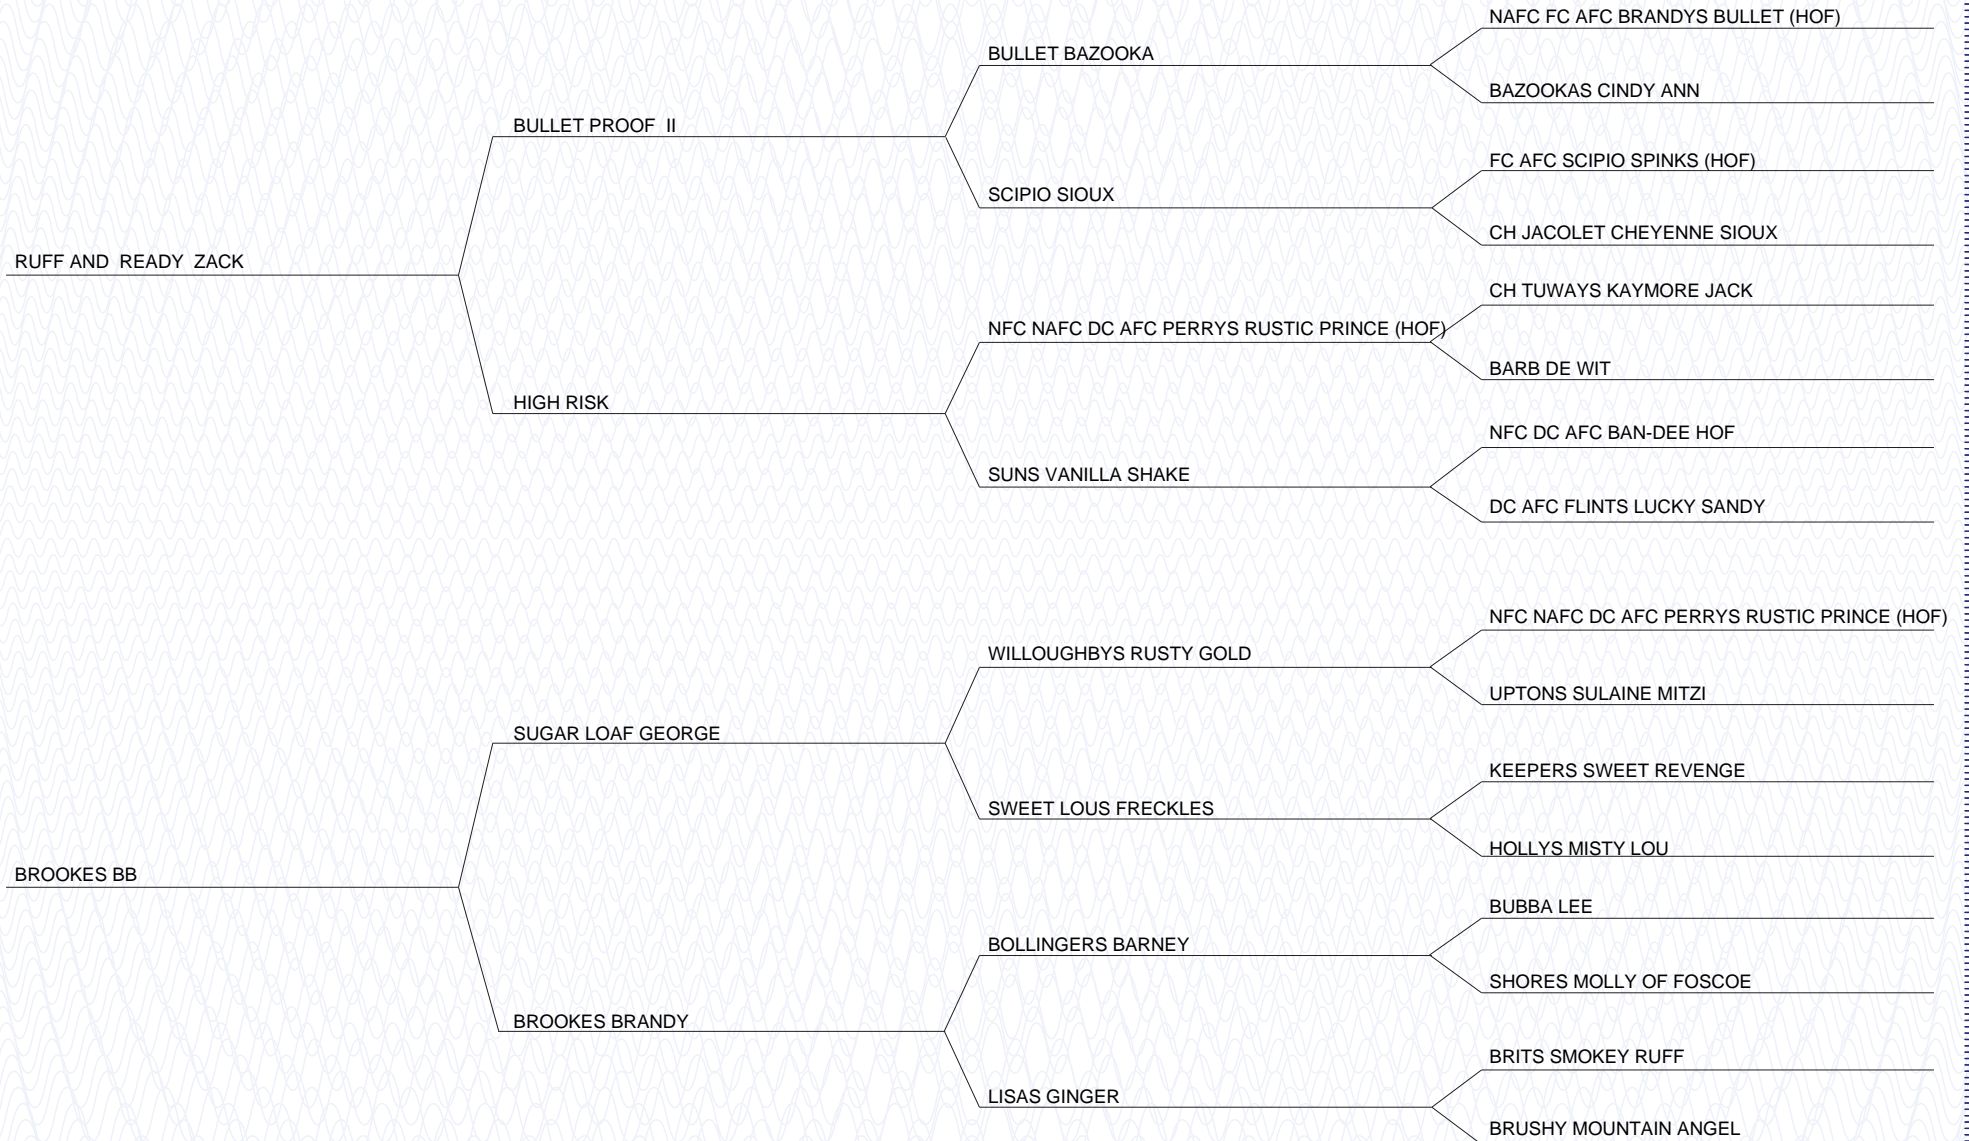 NAFC FC AFC BRANDYS BULLET (HOF)
BULLET BAZOOKA
BAZOOKAS CINDY ANN
BULLET PROOF  II
FC AFC SCIPIO SPINKS (HOF)
SCIPIO SIOUX
CH JACOLET CHEYENNE SIOUX
RUFF AND  READY  ZACK
CH TUWAYS KAYMORE JACK
NFC NAFC DC AFC PERRYS RUSTIC PRINCE (HOF)
BARB DE WIT
HIGH RISK
NFC DC AFC BAN-DEE HOF
SUNS VANILLA SHAKE
DC AFC FLINTS LUCKY SANDY
NFC NAFC DC AFC PERRYS RUSTIC PRINCE (HOF)
WILLOUGHBYS RUSTY GOLD
UPTONS SULAINE MITZI
SUGAR LOAF GEORGE
KEEPERS SWEET REVENGE
SWEET LOUS FRECKLES
HOLLYS MISTY LOU
BROOKES BB
BUBBA LEE
BOLLINGERS BARNEY
SHORES MOLLY OF FOSCOE
BROOKES BRANDY
BRITS SMOKEY RUFF
LISAS GINGER
BRUSHY MOUNTAIN ANGEL